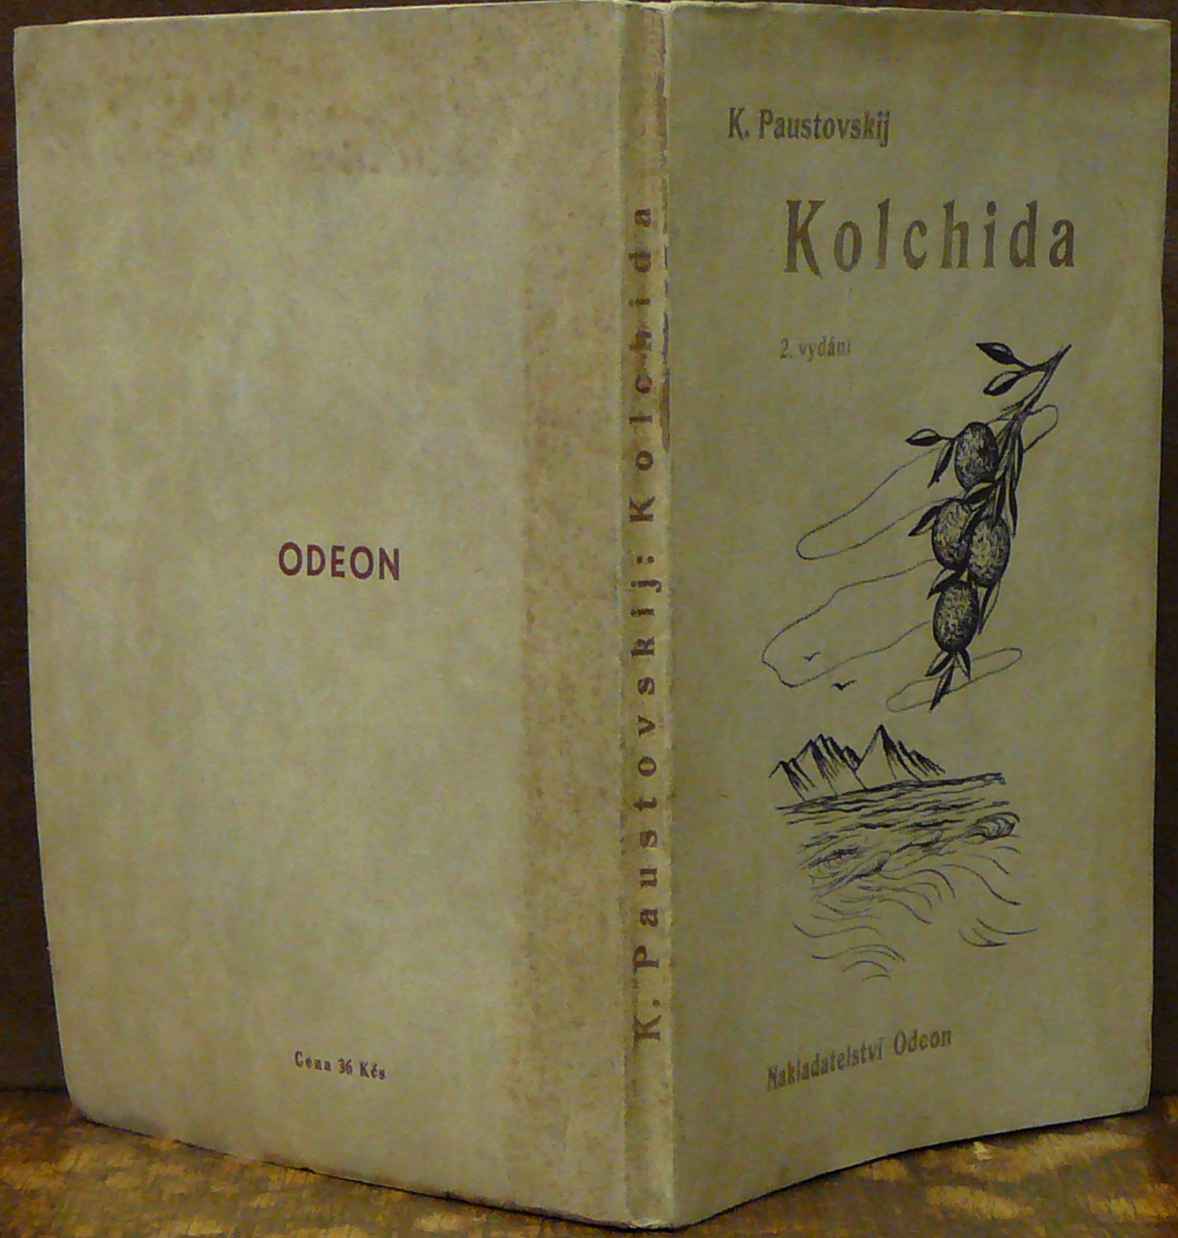 K. Paustovskij
Kolchida
2. vydání
Nakladatelství Odeon
K. Paustovskij: Kolchida
ODEON
Cena 36 Kčs